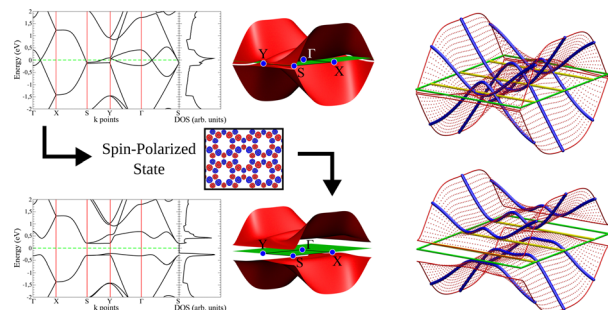 Energy (eV)
2
1,5
1
0,5
0
-0,5
-1
-1,5
-2
Γ X S Y Γ S
k points
DOS (arb. units)
Y Γ S X
Spin-Polarized
State
Energy (eV)
2
1,5
1
0,5
0
-0,5
-1
-1,5
-2
Γ X S Y Γ S
k points
DOS (arb. units)
Y Γ S X